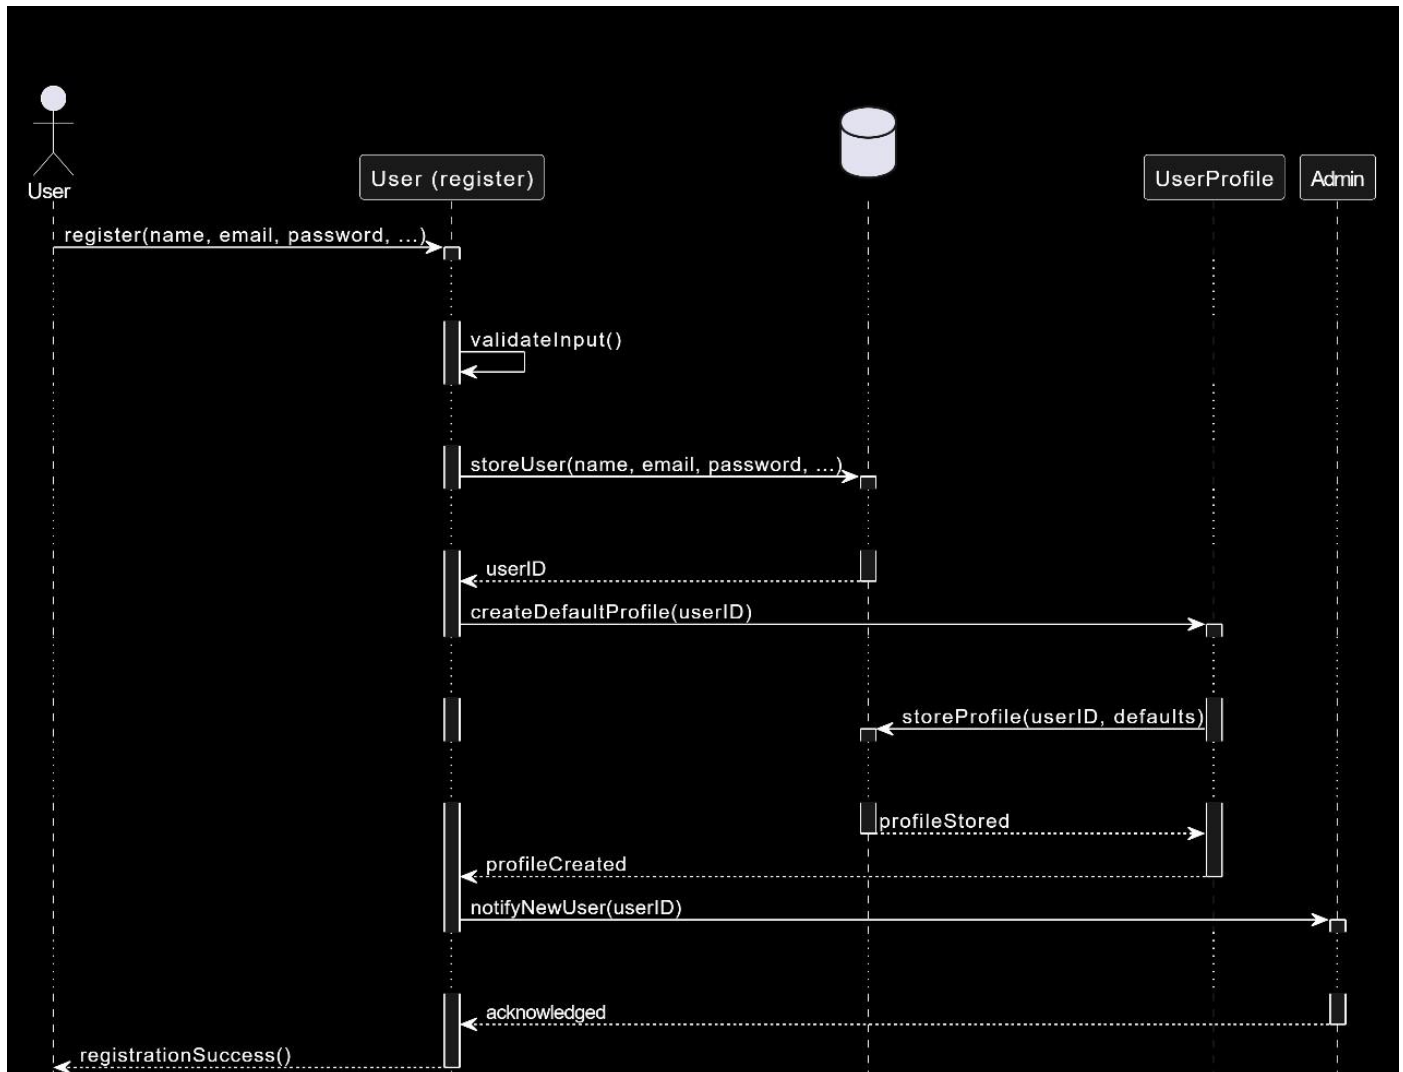 User
User (register)
UserProfile
Admin
register(name, email, password, ...)
validateInput()
storeUser(name, email, password, ...)
userID
createDefaultProfile(userID)
storeProfile(userID, defaults)
profileStored
profileCreated
notifyNewUser(userID)
acknowledged
registrationSuccess()